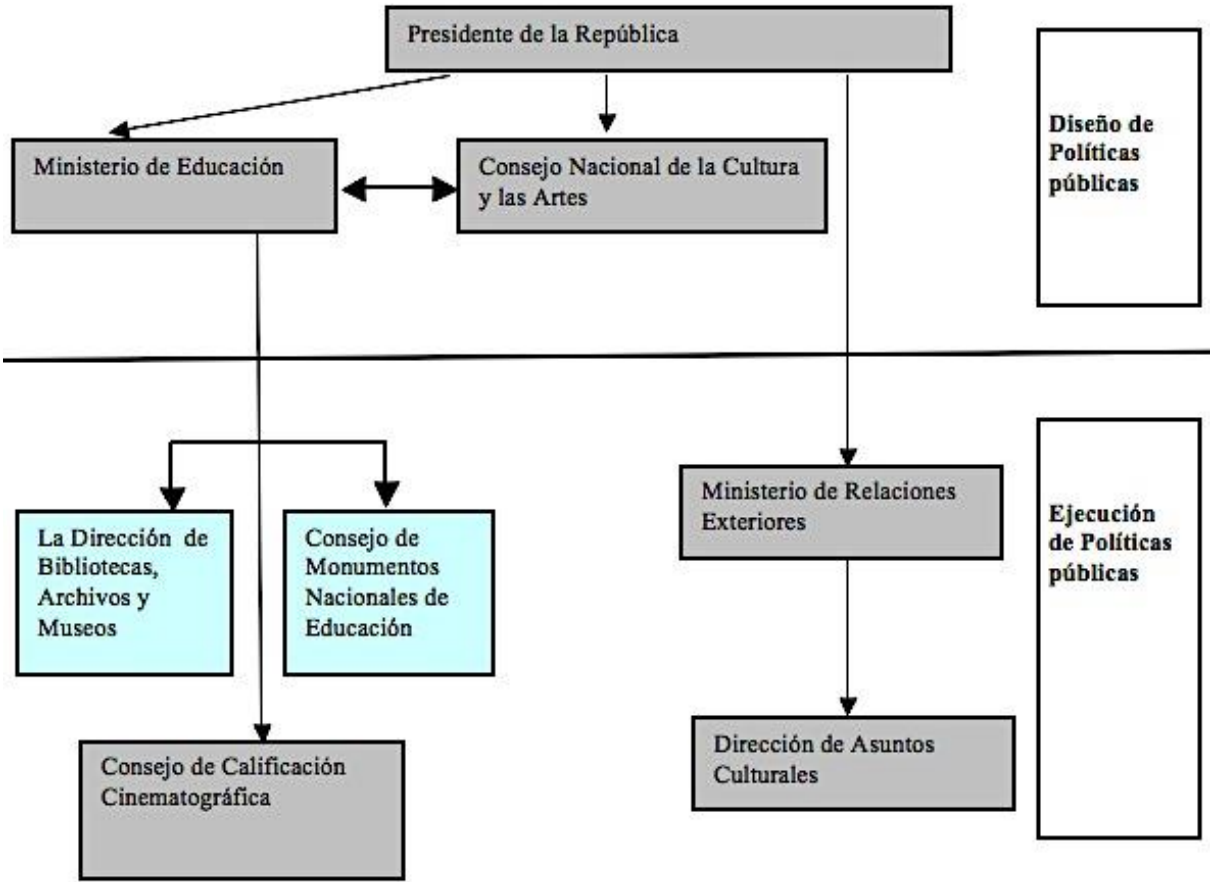 Presidente de la República
Ministerio de Educación
Consejo Nacional de la Cultura
y las Artes
Diseño de
Políticas
públicas
La Dirección de
Bibliotecas,
Archivos y
Museos
Consejo de
Monumentos
Nacionales de
Educación
Ministerio de Relaciones
Exteriores
Ejecución
de Políticas
públicas
Consejo de Calificación
Cinematográfica
Dirección de Asuntos
Culturales